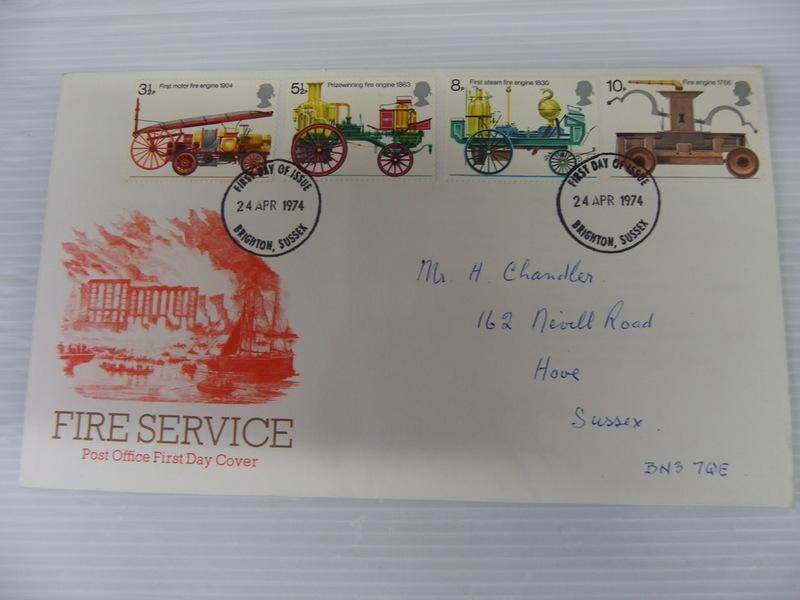 3½P First motor fire engine 1904
5½P Prizewinning fire engine 1863
8P First steam fire engine 1830
10P Fire engine 1766
FIRST DAY OF ISSUE
24 APR 1974
BRIGHTON, SUSSEX
FIRST DAY OF ISSUE
24 APR 1974
BRIGHTON, SUSSEX
Mr. H. Chandler.
162 Nevill Road
Hove
Sussex.
BN3 7QE
FIRE SERVICE
Post Office First Day Cover